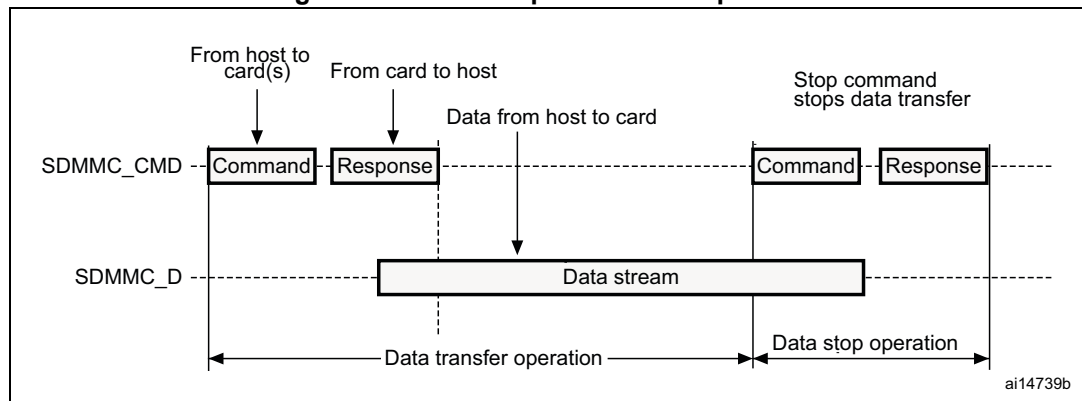 From host to
card(s)
From card to host
Stop command
stops data transfer
Data from host to card
SDMMC_CMD
Command
Response
Command
Response
SDMMC_D
Data stream
Data transfer operation
Data stop operation
ai14739b